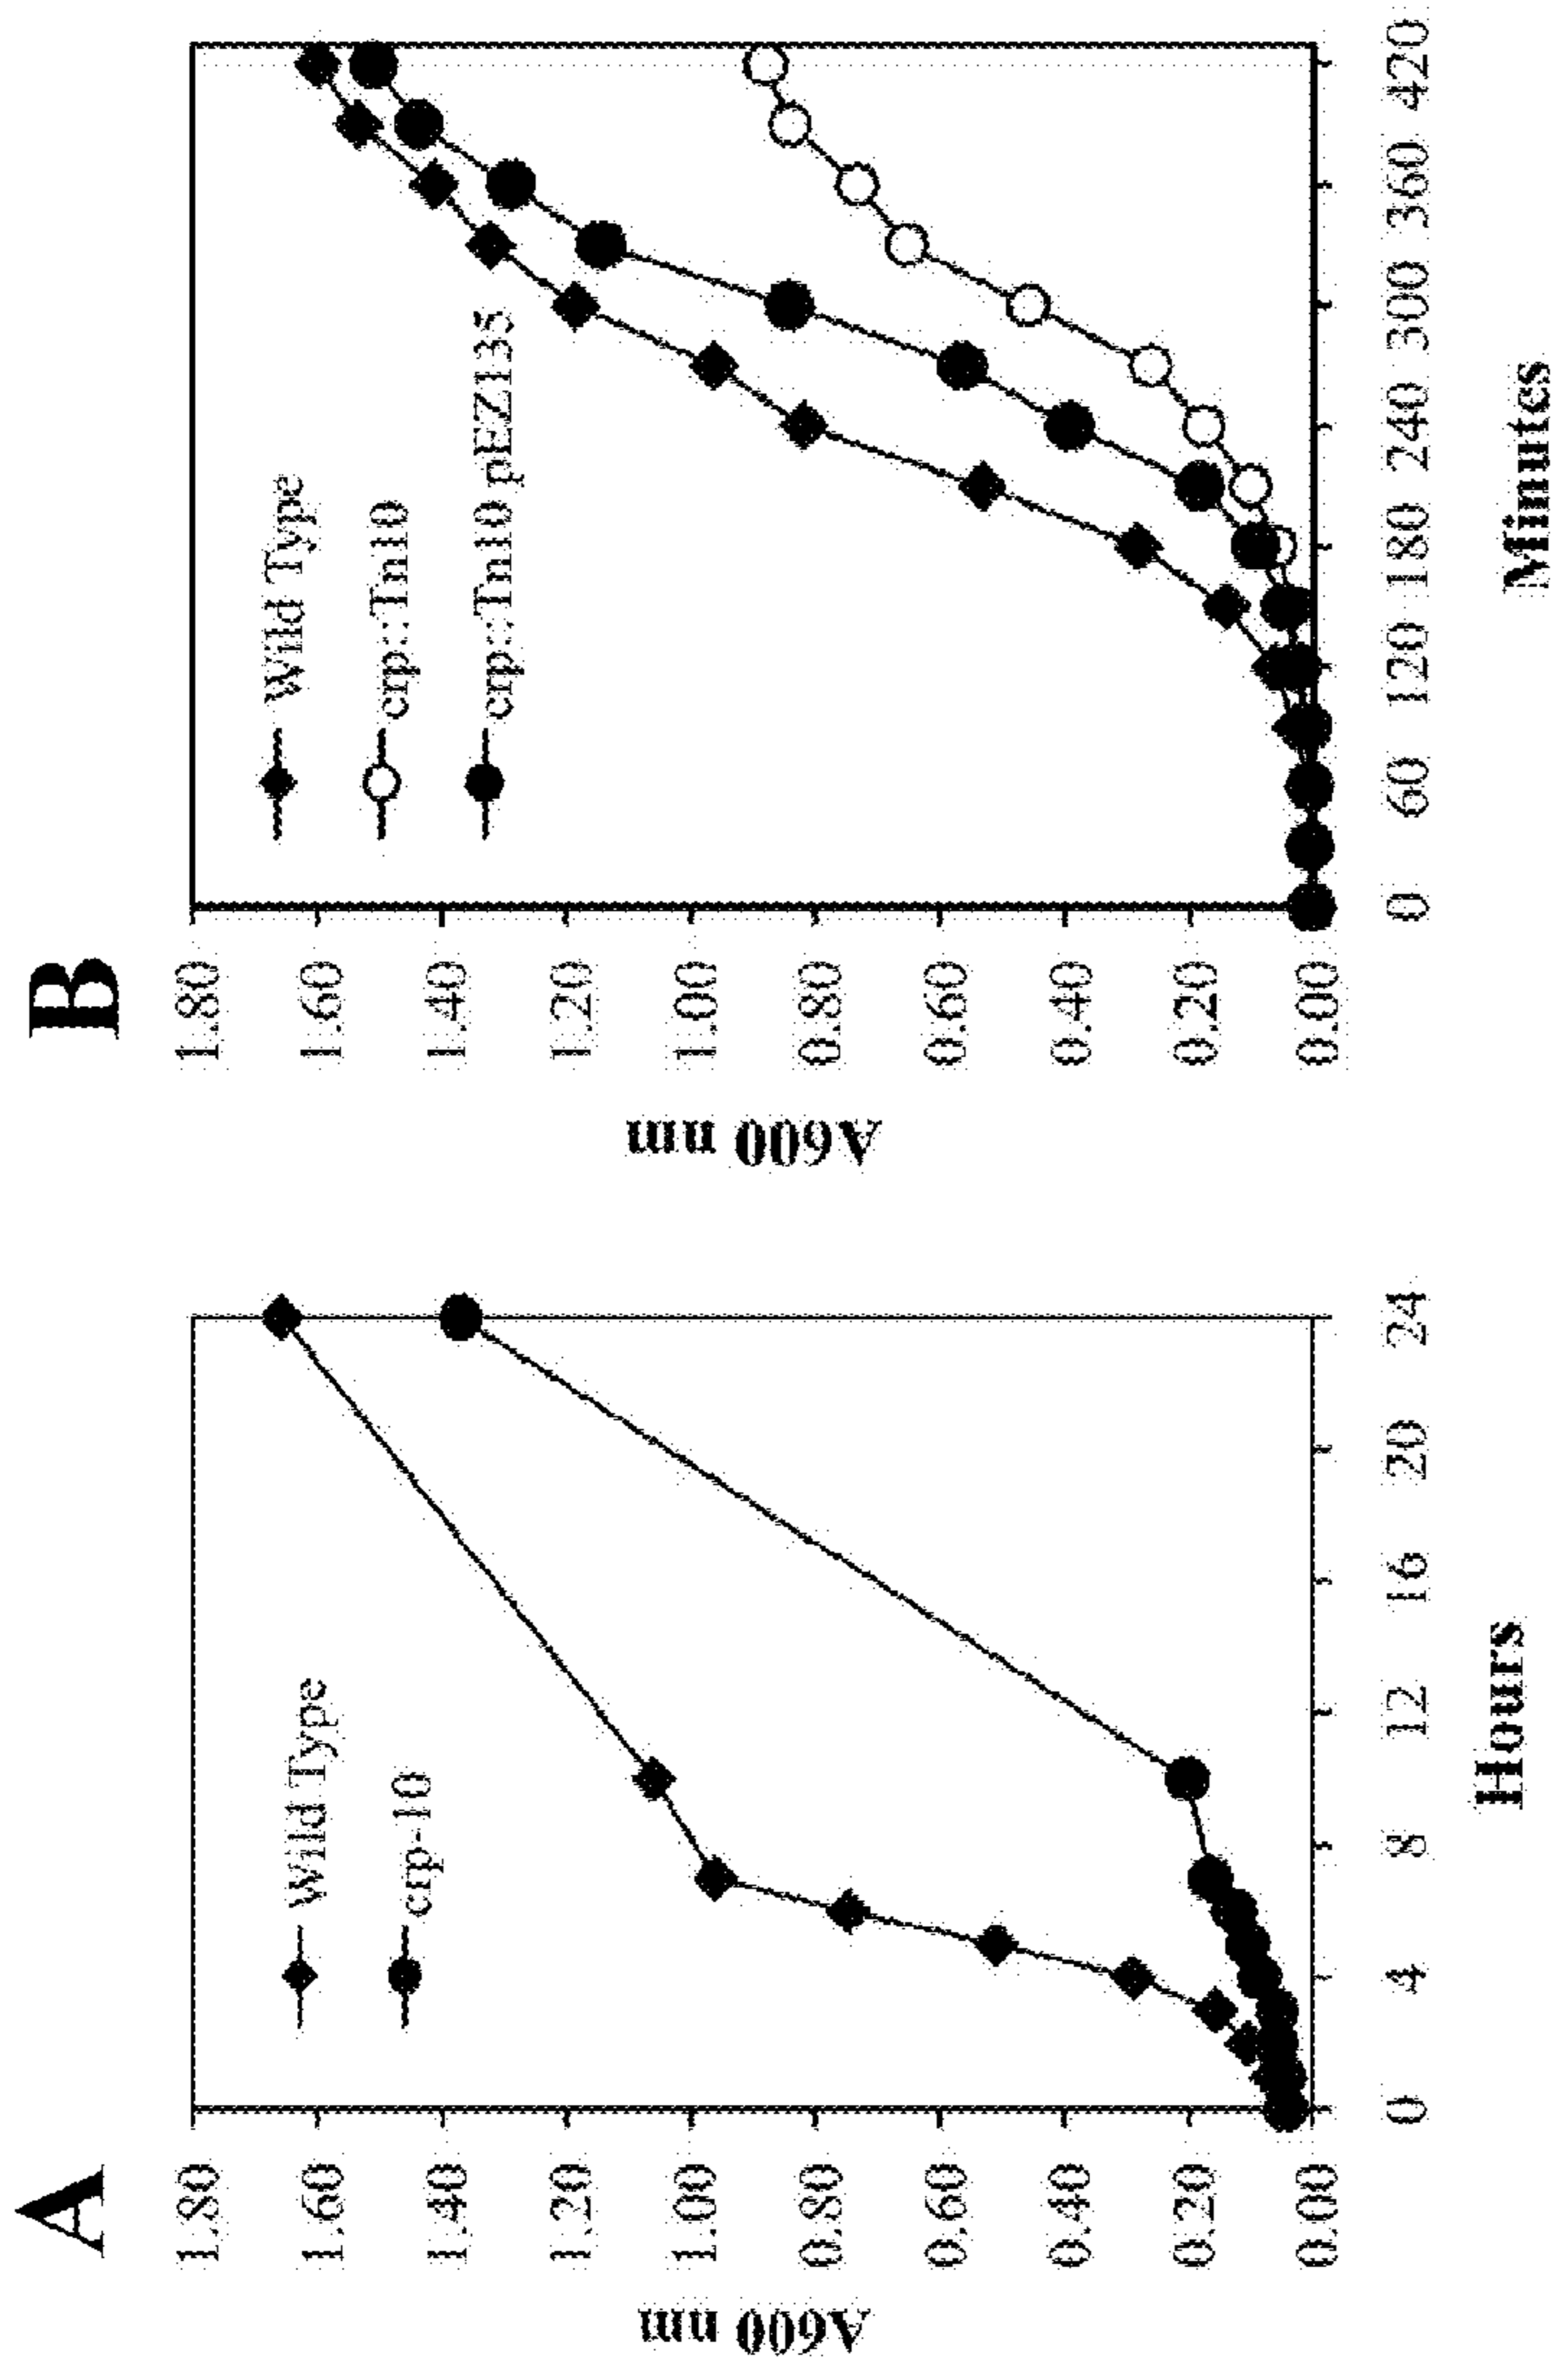 A
1.80
1.60
1.40
1.20
1.00
0.80
0.60
0.40
0.20
0.00
A600 nm
Wild Type
crp-10
0 4 8 12 16 20 24
Hours
B
1.80
1.60
1.40
1.20
1.00
0.80
0.60
0.40
0.20
0.00
A600 nm
Wild Type
crp::Tn10
crp::Tn10 pEZ135
0 60 120 180 240 300 360 420
Minutes